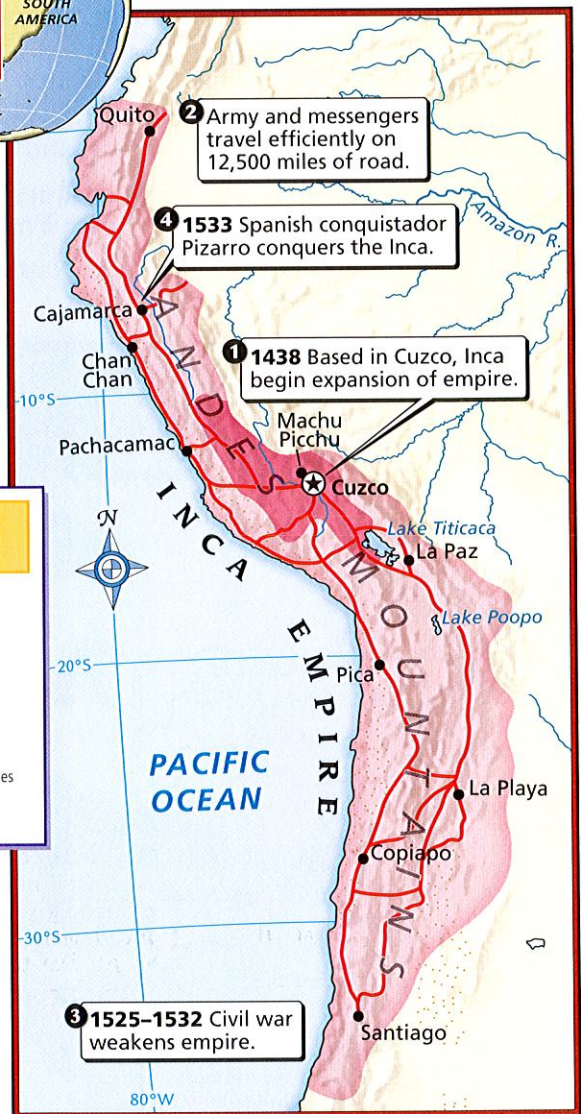 SOUTH
AMERICA
Quito
2 Army and messengers
travel efficiently on
12,500 miles of road.
Amazon R.
4 1533 Spanish conquistador
Pizarro conquers the Inca.
Cajamarca
ANDES MOUNTAINS
Chan
Chan
1 1438 Based in Cuzco, Inca
begin expansion of empire.
10°S
Machu
Picchu
Pachacamac
Cuzco
INCA EMPIRE
N
Lake Titicaca
La Paz
Lake Poopo
20°S
Pica
PACIFIC
OCEAN
es
La Playa
Copiapo
30°S
3 1525–1532 Civil war
weakens empire.
Santiago
80°W